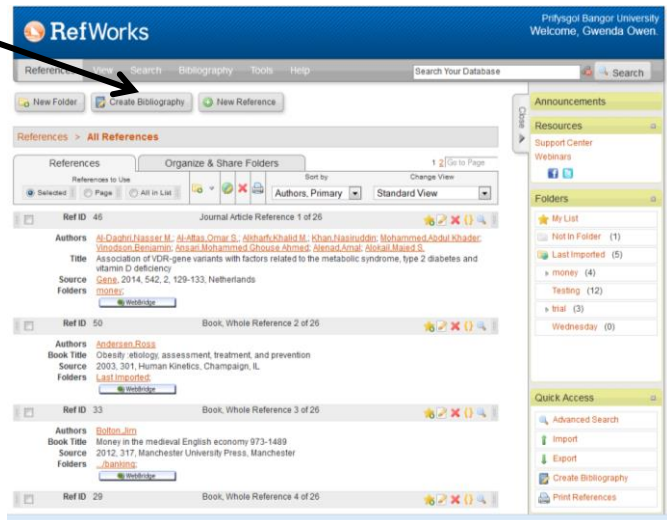 RefWorks
Prifysgol Bangor University
Welcome, Gwenda Owen.
References View Search Bibliography Tools Help
Search Your Database
Search
New Folder Create Bibliography New Reference
References > All References
References Organize & Share Folders
1 2 Go to Page
References to Use
Selected Page All in List
Sort by
Authors, Primary
Change View
Standard View
Ref ID 46 Journal Article Reference 1 of 26
Authors Al-Daghri,Nasser M.; Al-Attas,Omar S.; Alkharfy,Khalid M.; Khan,Nasiruddin; Mohammed,Abdul Khader;
Vinodson,Benjamin; Ansari,Mohammed Ghouse Ahmed; Alenad,Amal; Alokail,Majed S.
Title Association of VDR-gene variants with factors related to the metabolic syndrome, type 2 diabetes and
vitamin D deficiency
Source Gene, 2014, 542, 2, 129-133, Netherlands
Folders money;
WebBridge
Ref ID 50 Book, Whole Reference 2 of 26
Authors Andersen,Ross
Book Title Obesity :etiology, assessment, treatment, and prevention
Source 2003, 301, Human Kinetics, Champaign, IL
Folders Last Imported;
WebBridge
Ref ID 33 Book, Whole Reference 3 of 26
Authors Bolton,Jim
Book Title Money in the medieval English economy 973-1489
Source 2012, 317, Manchester University Press, Manchester
Folders ../banking;
WebBridge
Ref ID 29 Book, Whole Reference 4 of 26
Close
Announcements
Resources
Support Center
Webinars
Folders
My List
Not In Folder (1)
Last Imported (5)
money (4)
Testing (12)
trial (3)
Wednesday (0)
Quick Access
Advanced Search
Import
Export
Create Bibliography
Print References